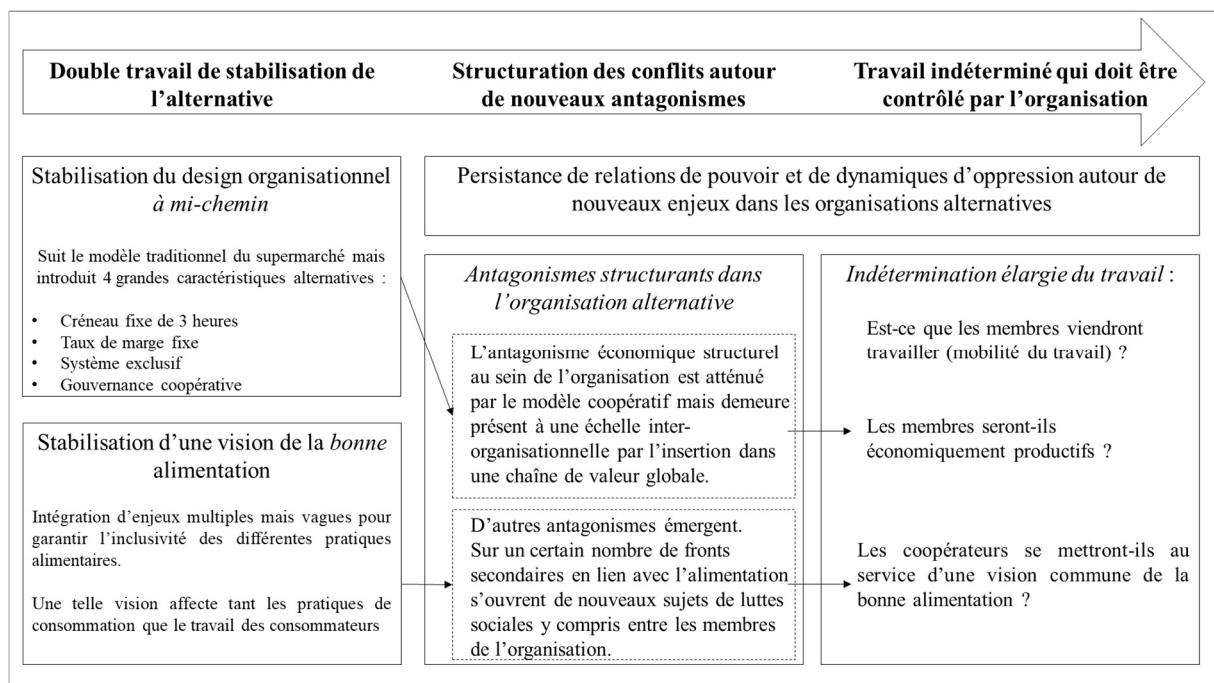 Double travail de stabilisation de
l'alternative
Structuration des conflits autour
de nouveaux antagonismes
Travail indéterminé qui doit être
contrôlé par l'organisation
Stabilisation du design organisationnel
à mi-chemin
Suit le modèle traditionnel du supermarché mais
introduit 4 grandes caractéristiques alternatives :
• Créneau fixe de 3 heures
• Taux de marge fixe
• Système exclusif
• Gouvernance coopérative
Stabilisation d'une vision de la bonne
alimentation
Intégration d'enjeux multiples mais vagues pour
garantir l'inclusivité des différentes pratiques
alimentaires.
Une telle vision affecte tant les pratiques de
consommation que le travail des consommateurs
Persistance de relations de pouvoir et de dynamiques d'oppression autour de
nouveaux enjeux dans les organisations alternatives
Antagonismes structurants dans
l'organisation alternative
L'antagonisme économique structurel
au sein de l'organisation est atténué
par le modèle coopératif mais demeure
présent à une échelle inter-
organisationnelle par l'insertion dans
une chaîne de valeur globale.
D'autres antagonismes émergent.
Sur un certain nombre de fronts
secondaires en lien avec l'alimentation
s'ouvrent de nouveaux sujets de luttes
sociales y compris entre les membres
de l'organisation.
Indétermination élargie du travail :
Est-ce que les membres viendront
travailler (mobilité du travail) ?
Les membres seront-ils
économiquement productifs ?
Les coopérateurs se mettront-ils au
service d'une vision commune de la
bonne alimentation ?